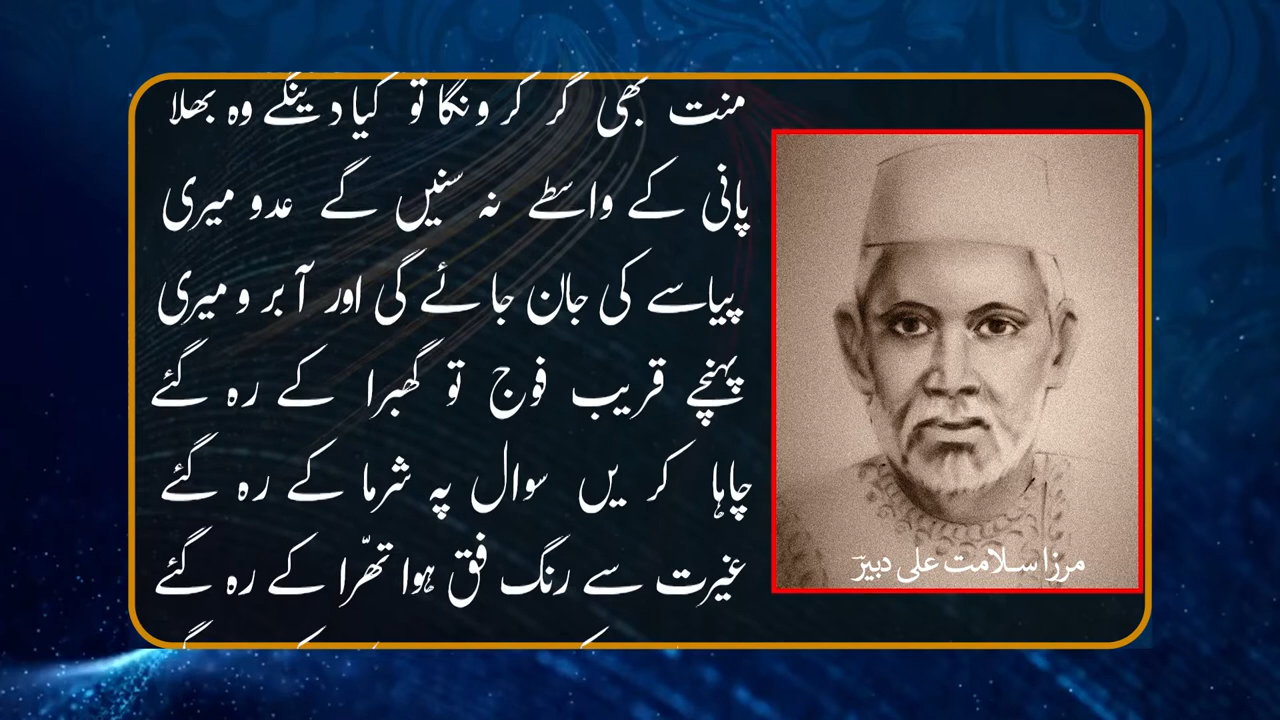 منت بھی گر کرونگا تو کیا دینگے وہ بھلا
پانی کے واسطے نہ سنیں گے عدو میری
پیاسے کی جان جائے گی اور آبرو میری
پہنچے قریب فوج تو گھبرا کے رہ گئے
چاہا کریں سوال پہ شرما کے رہ گئے
غیرت سے رنگ فق ہوا تھرّا کے رہ گئے
مرزا سلامت علی دبیرؔ